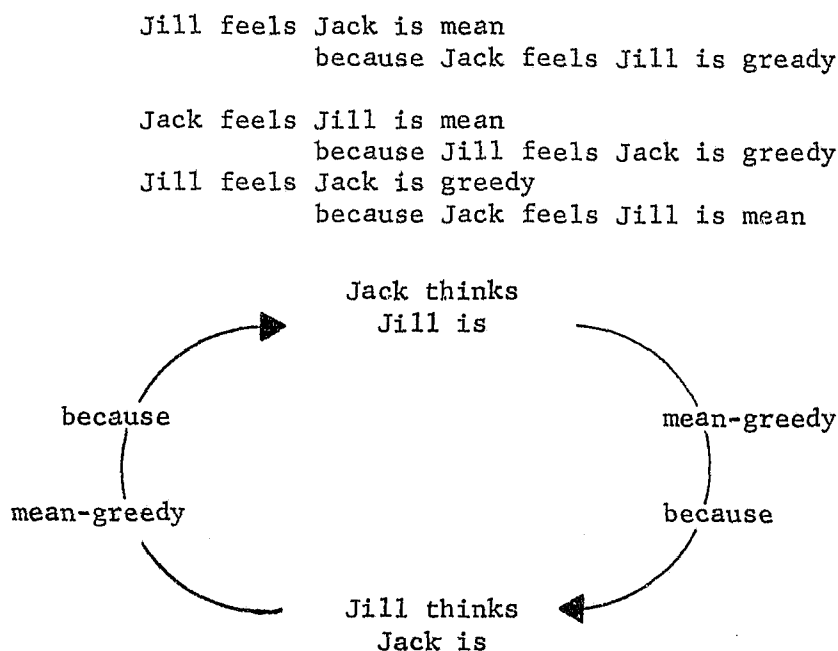 Jill feels Jack is mean
because Jack feels Jill is gready
Jack feels Jill is mean
because Jill feels Jack is greedy
Jill feels Jack is greedy
because Jack feels Jill is mean
Jack thinks
Jill is
because
mean-greedy
mean-greedy
because
Jill thinks
Jack is